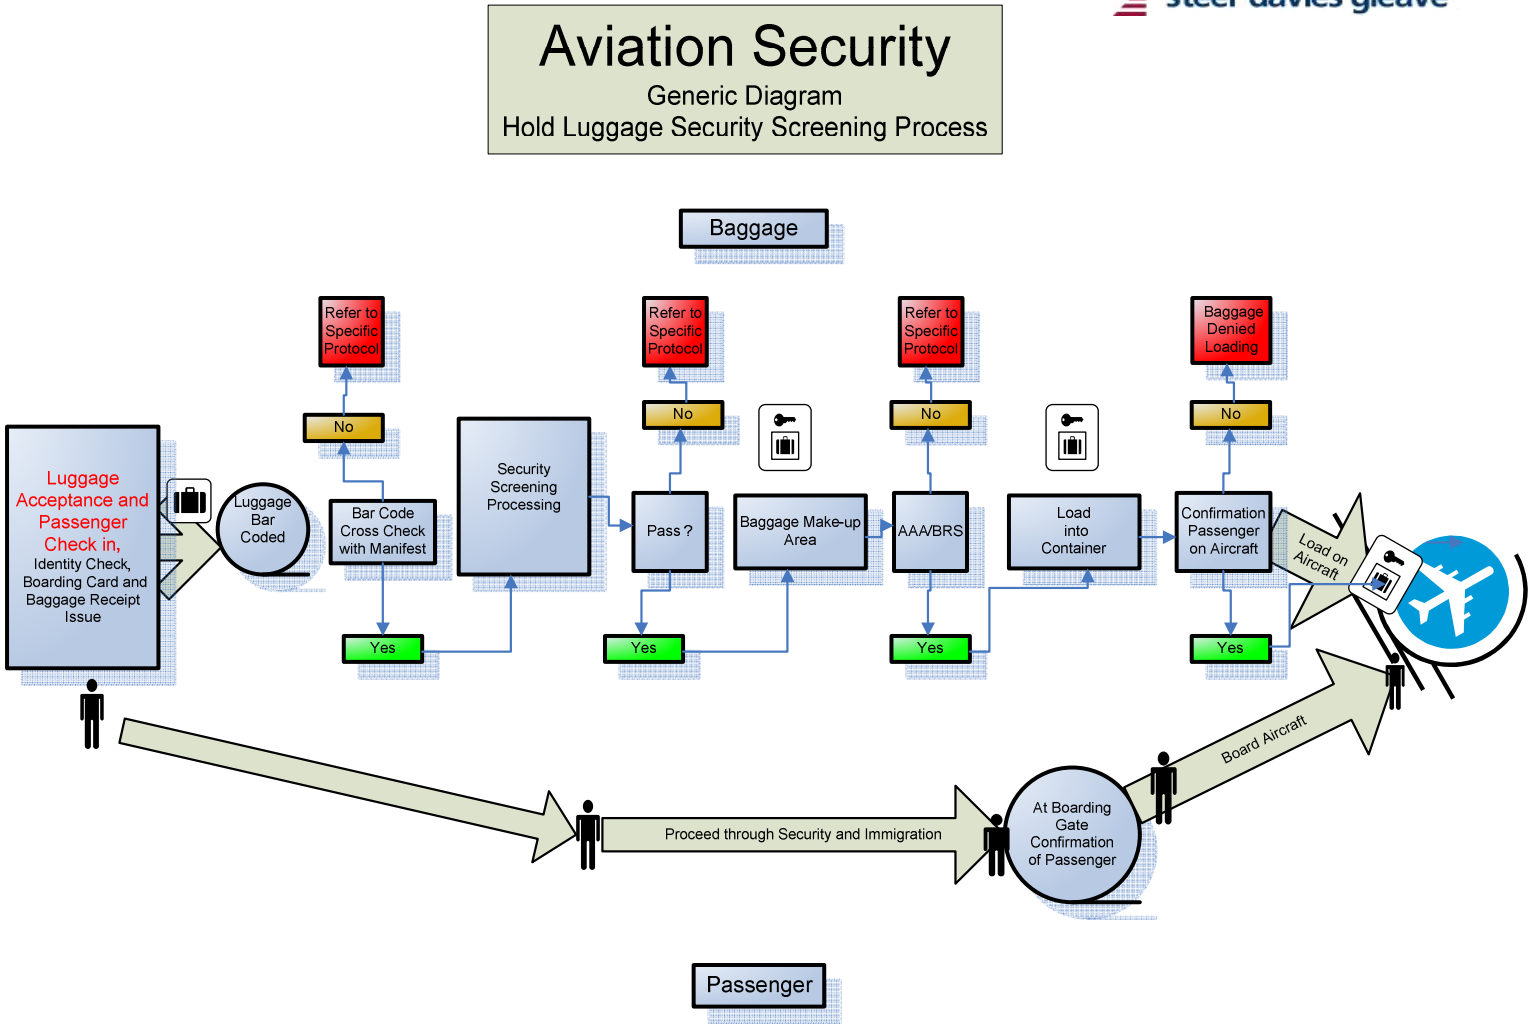 steer davies gleave
Aviation Security
Generic Diagram
Hold Luggage Security Screening Process
Baggage
Refer to
Specific
Protocol
Refer to
Specific
Protocol
Refer to
Specific
Protocol
Baggage
Denied
Loading
No
No
No
No
Luggage
Acceptance and
Passenger
Check in,
Identity Check,
Boarding Card and
Baggage Receipt
Issue
Luggage
Bar
Coded
Bar Code
Cross Check
with Manifest
Security
Screening
Processing
Pass ?
Baggage Make-up
Area
AAA/BRS
Load
into
Container
Confirmation
Passenger
on Aircraft
Load on
Aircraft
Yes
Yes
Yes
Yes
Board Aircraft
Proceed through Security and Immigration
At Boarding
Gate
Confirmation
of Passenger
Passenger